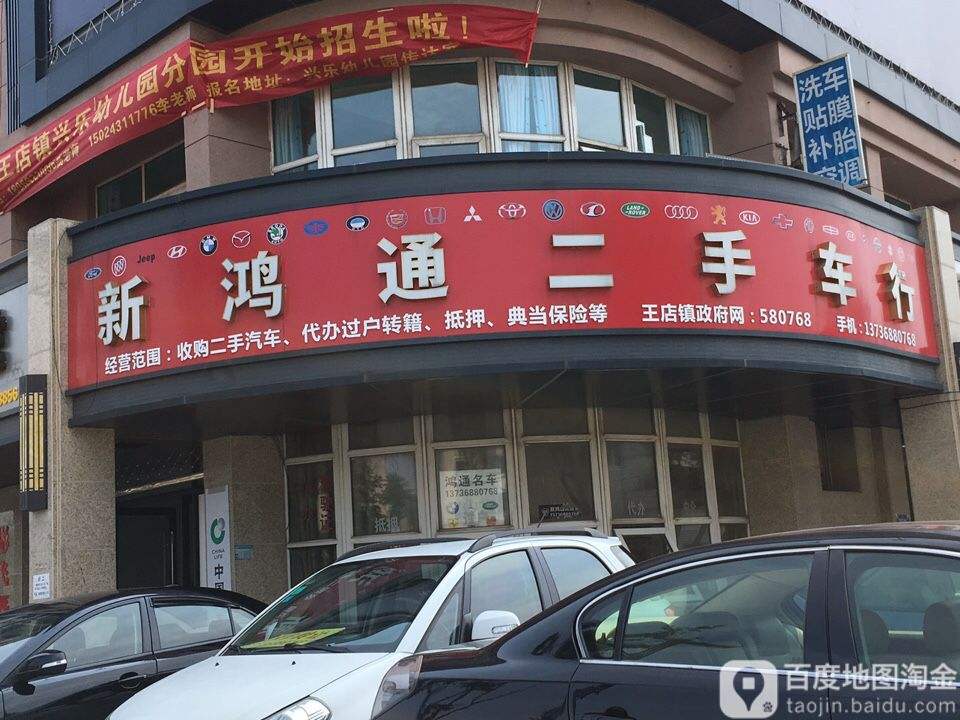 王店镇兴乐幼儿园分园开始招生啦！
15024311776李老师 报名地址：兴乐幼儿园
洗车
贴膜
补胎
空调
Jeep
LAND ROVER
KIA
新鸿通二手车行
经营范围：收购二手汽车、代办过户转籍、抵押、典当保险等 王店镇政府网：580768 手机：13736880768
鸿通名车
13736880768
抵押
代办
CHINA LIFE
中国
百度地图淘金
taojin.baidu.com